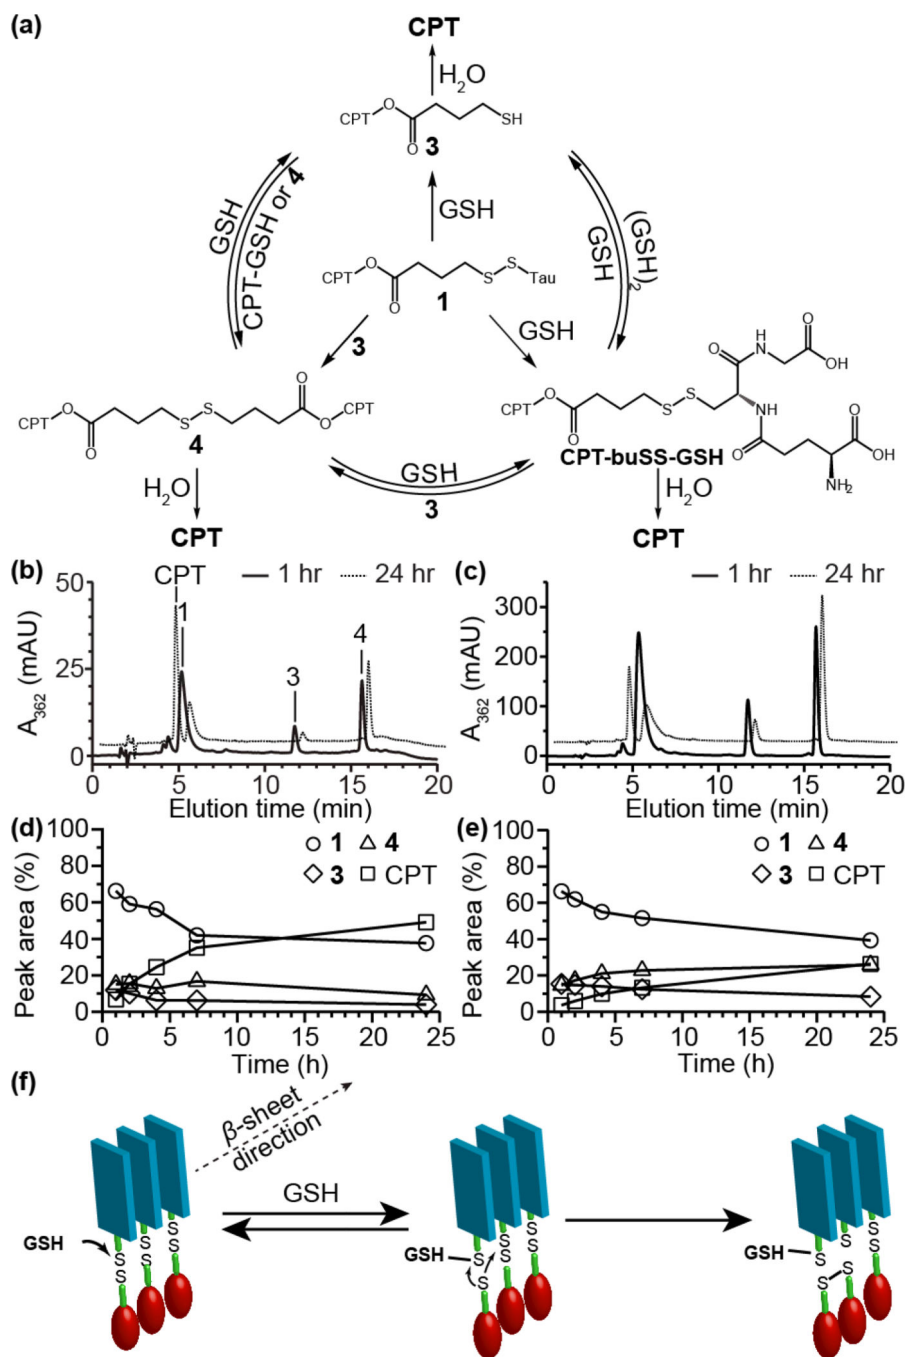 (a)
CPT
H2O
CPT O
O
SH
3
GSH
CPT-GSH or 4
GSH
(GSH)2
GSH
CPT O
O
S S Tau
1
3
GSH
CPT O
O
S S
O
O CPT
4
CPT O
O
S S
O
H
N
O
OH
N
H
O
O
OH
NH2
CPT-buSS-GSH
GSH
3
H2O
H2O
CPT
CPT
(b)
CPT
1 hr
24 hr
1
3
4
50
25
0
A362 (mAU)
0 5 10 15 20
Elution time (min)
(c)
1 hr
24 hr
300
200
100
0
A362 (mAU)
0 5 10 15 20
Elution time (min)
(d)
1
4
3
CPT
100
80
60
40
20
0
Peak area (%)
0 5 10 15 20 25
Time (h)
(e)
1
4
3
CPT
100
80
60
40
20
0
Peak area (%)
0 5 10 15 20 25
Time (h)
(f)
β-sheet
direction
GSH
GSH
S S S
S S S
GSH
S S S
S S S
GSH
S S S
S S S